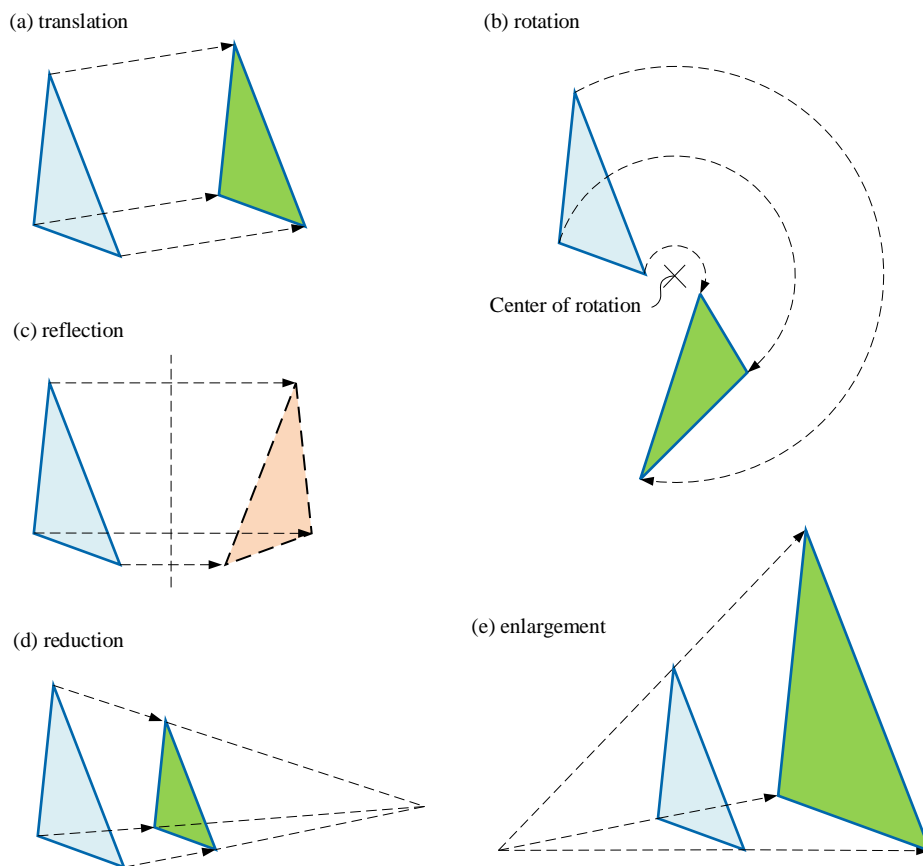 (a) translation
(b) rotation
Center of rotation
(c) reflection
(d) reduction
(e) enlargement